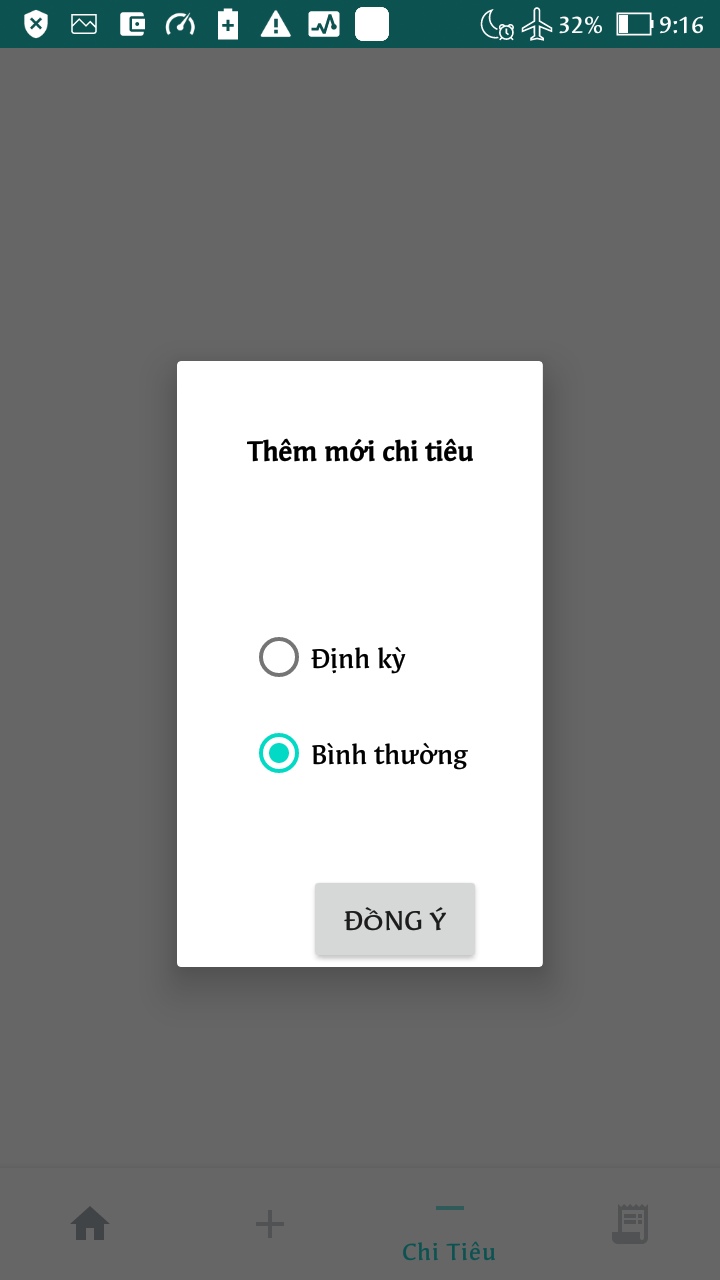 32% 9:16
Thêm mới chi tiêu
Định kỳ
Bình thường
ĐỒNG Ý
Chi Tiêu